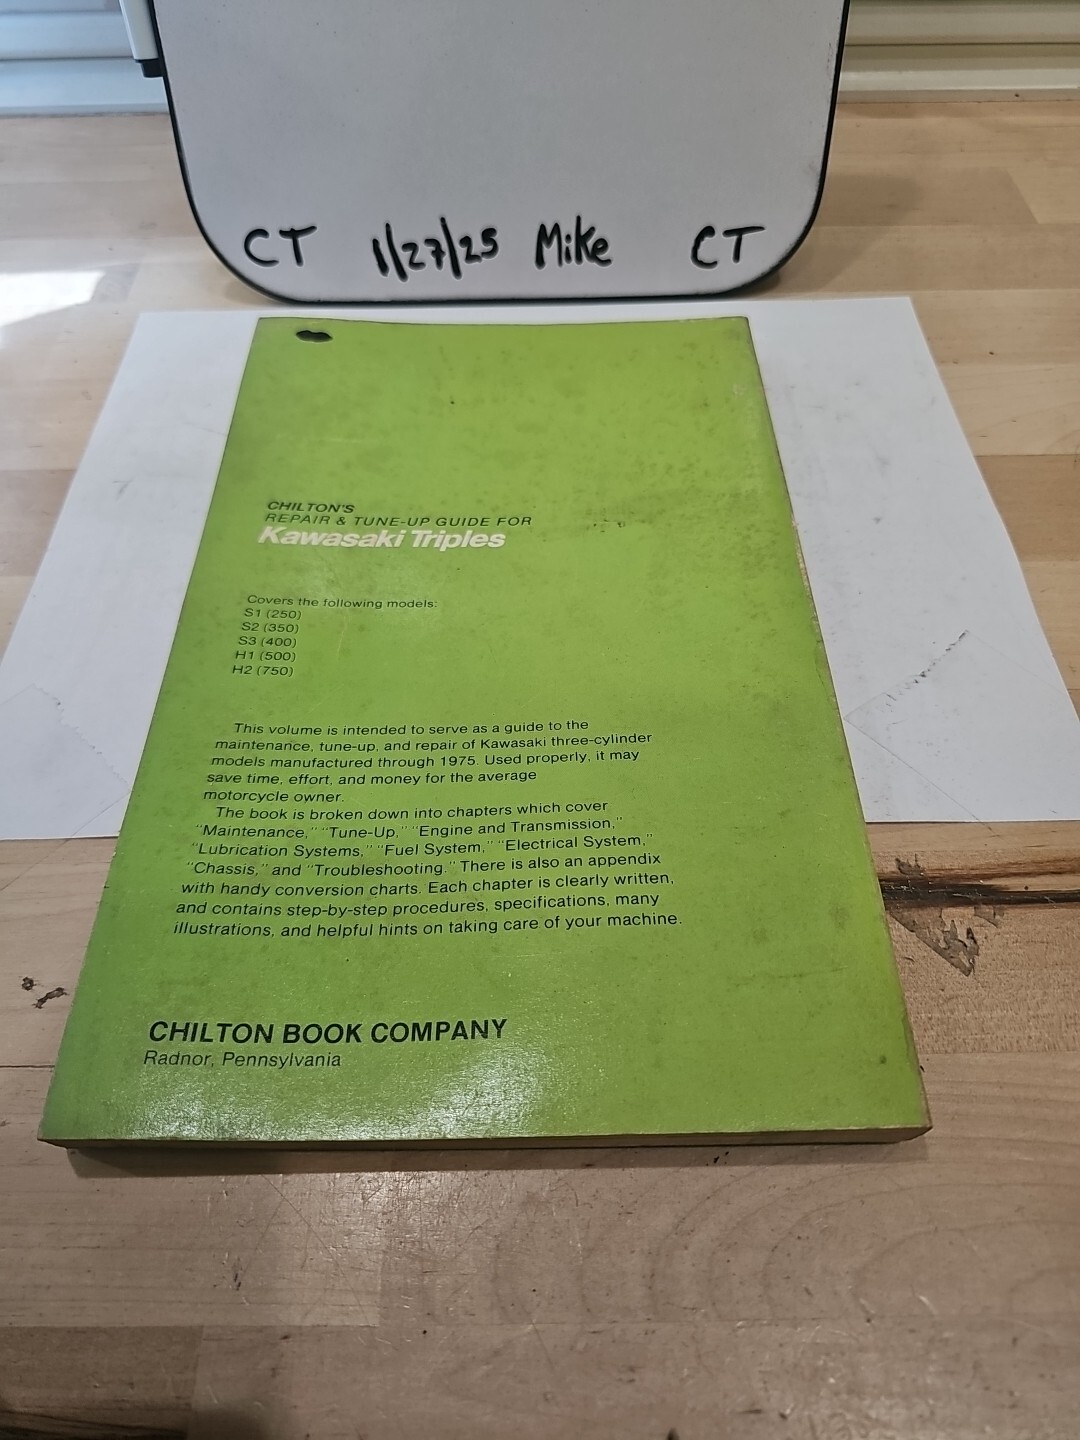 CT 1/27/25 Mike CT
CHILTON'S
REPAIR & TUNE-UP GUIDE FOR
Kawasaki Triples
Covers the following models:
S1 (250)
S2 (350)
S3 (400)
H1 (500)
H2 (750)
This volume is intended to serve as a guide to the
maintenance, tune-up, and repair of Kawasaki three-cylinder
models manufactured through 1975. Used properly, it may
save time, effort, and money for the average
motorcycle owner.
The book is broken down into chapters which cover
"Maintenance," "Tune-Up," "Engine and Transmission,"
"Lubrication Systems," "Fuel System," "Electrical System,"
"Chassis," and "Troubleshooting." There is also an appendix
with handy conversion charts. Each chapter is clearly written,
and contains step-by-step procedures, specifications, many
illustrations, and helpful hints on taking care of your machine.
CHILTON BOOK COMPANY
Radnor, Pennsylvania